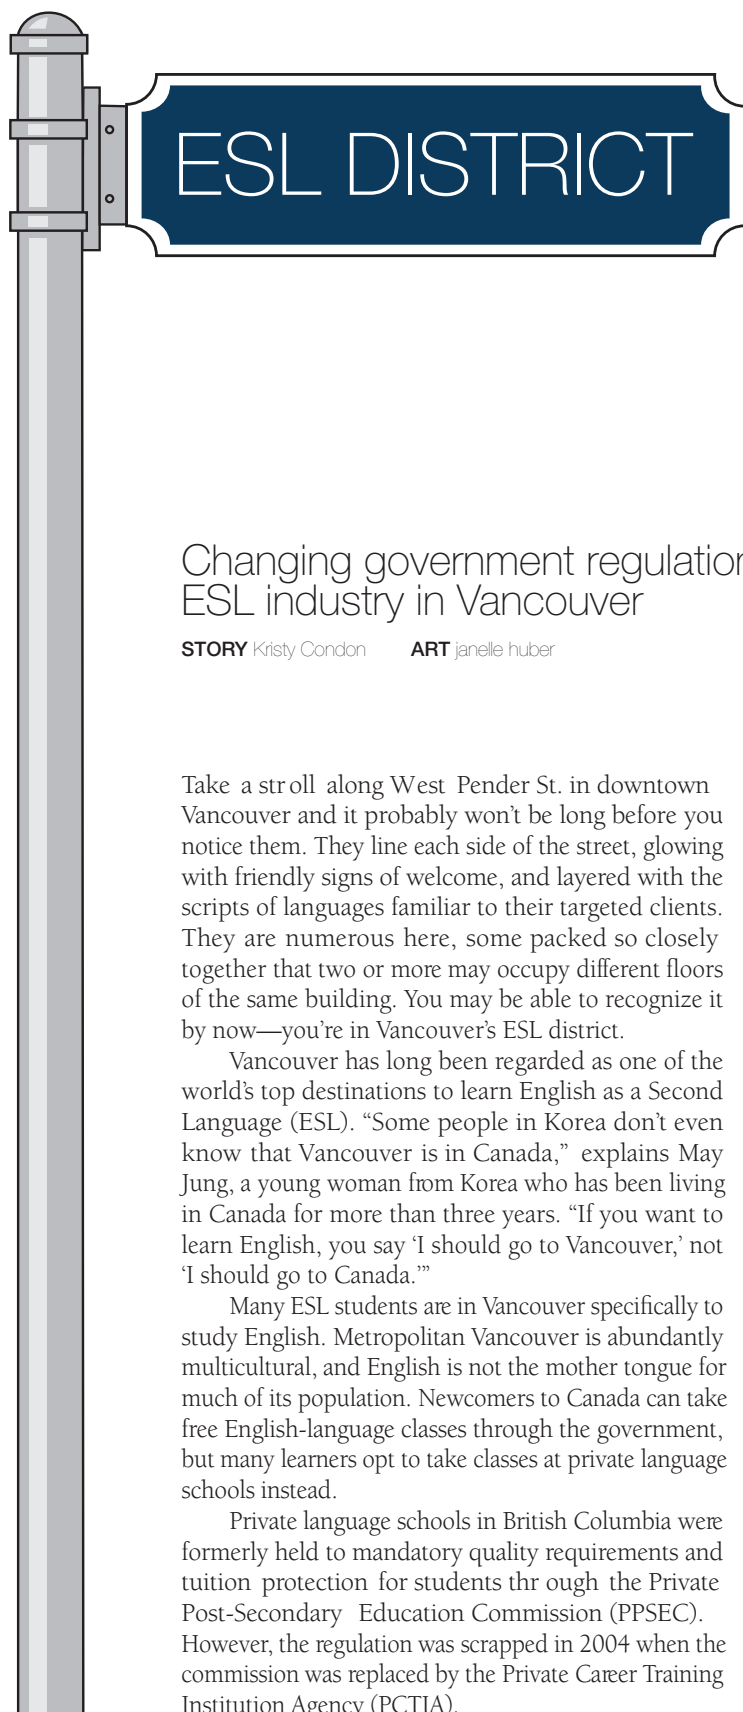 ESL DISTRICT
Changing government regulation
ESL industry in Vancouver
STORY Kristy Condon ART janelle huber
Take a stroll along West Pender St. in downtown
Vancouver and it probably won’t be long before you
notice them. They line each side of the street, glowing
with friendly signs of welcome, and layered with the
scripts of languages familiar to their targeted clients.
They are numerous here, some packed so closely
together that two or more may occupy different floors
of the same building. You may be able to recognize it
by now—you’re in Vancouver’s ESL district.
Vancouver has long been regarded as one of the
world’s top destinations to learn English as a Second
Language (ESL). “Some people in Korea don’t even
know that Vancouver is in Canada,” explains May
Jung, a young woman from Korea who has been living
in Canada for more than three years. “If you want to
learn English, you say ‘I should go to Vancouver,’ not
‘I should go to Canada.’”
Many ESL students are in Vancouver specifically to
study English. Metropolitan Vancouver is abundantly
multicultural, and English is not the mother tongue for
much of its population. Newcomers to Canada can take
free English-language classes through the government,
but many learners opt to take classes at private language
schools instead.
Private language schools in British Columbia were
formerly held to mandatory quality requirements and
tuition protection for students through the Private
Post-Secondary Education Commission (PPSEC).
However, the regulation was scrapped in 2004 when the
commission was replaced by the Private Career Training
Institution Agency (PCTIA).